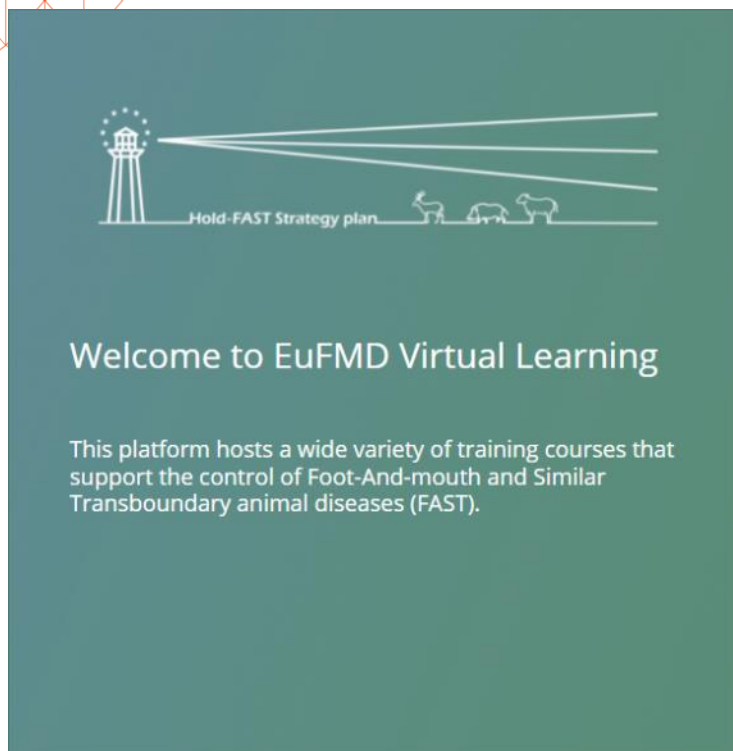 Hold-FAST Strategy plan
Welcome to EuFMD Virtual Learning
This platform hosts a wide variety of training courses that
support the control of Foot-And-mouth and Similar
Transboundary animal diseases (FAST).